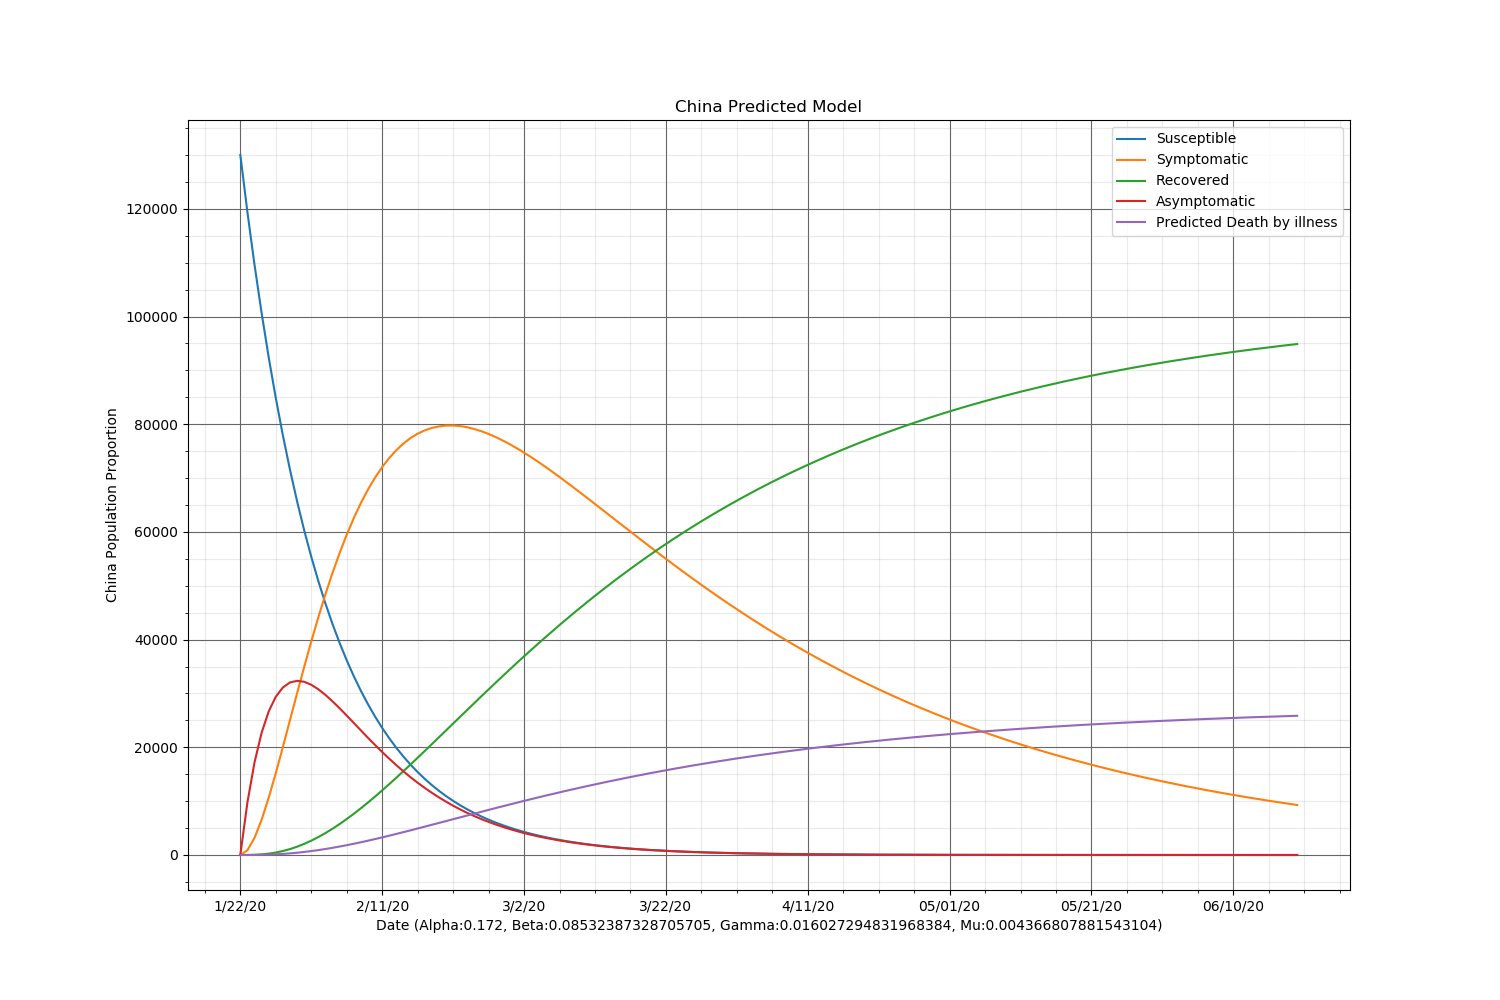 China Predicted Model
Susceptible
Symptomatic
Recovered
Asymptomatic
Predicted Death by illness
China Population Proportion
120000
100000
80000
60000
40000
20000
0
1/22/20 2/11/20 3/2/20 3/22/20 4/11/20 05/01/20 05/21/20 06/10/20
Date (Alpha:0.172, Beta:0.08532387328705705, Gamma:0.016027294831968384, Mu:0.004366807881543104)